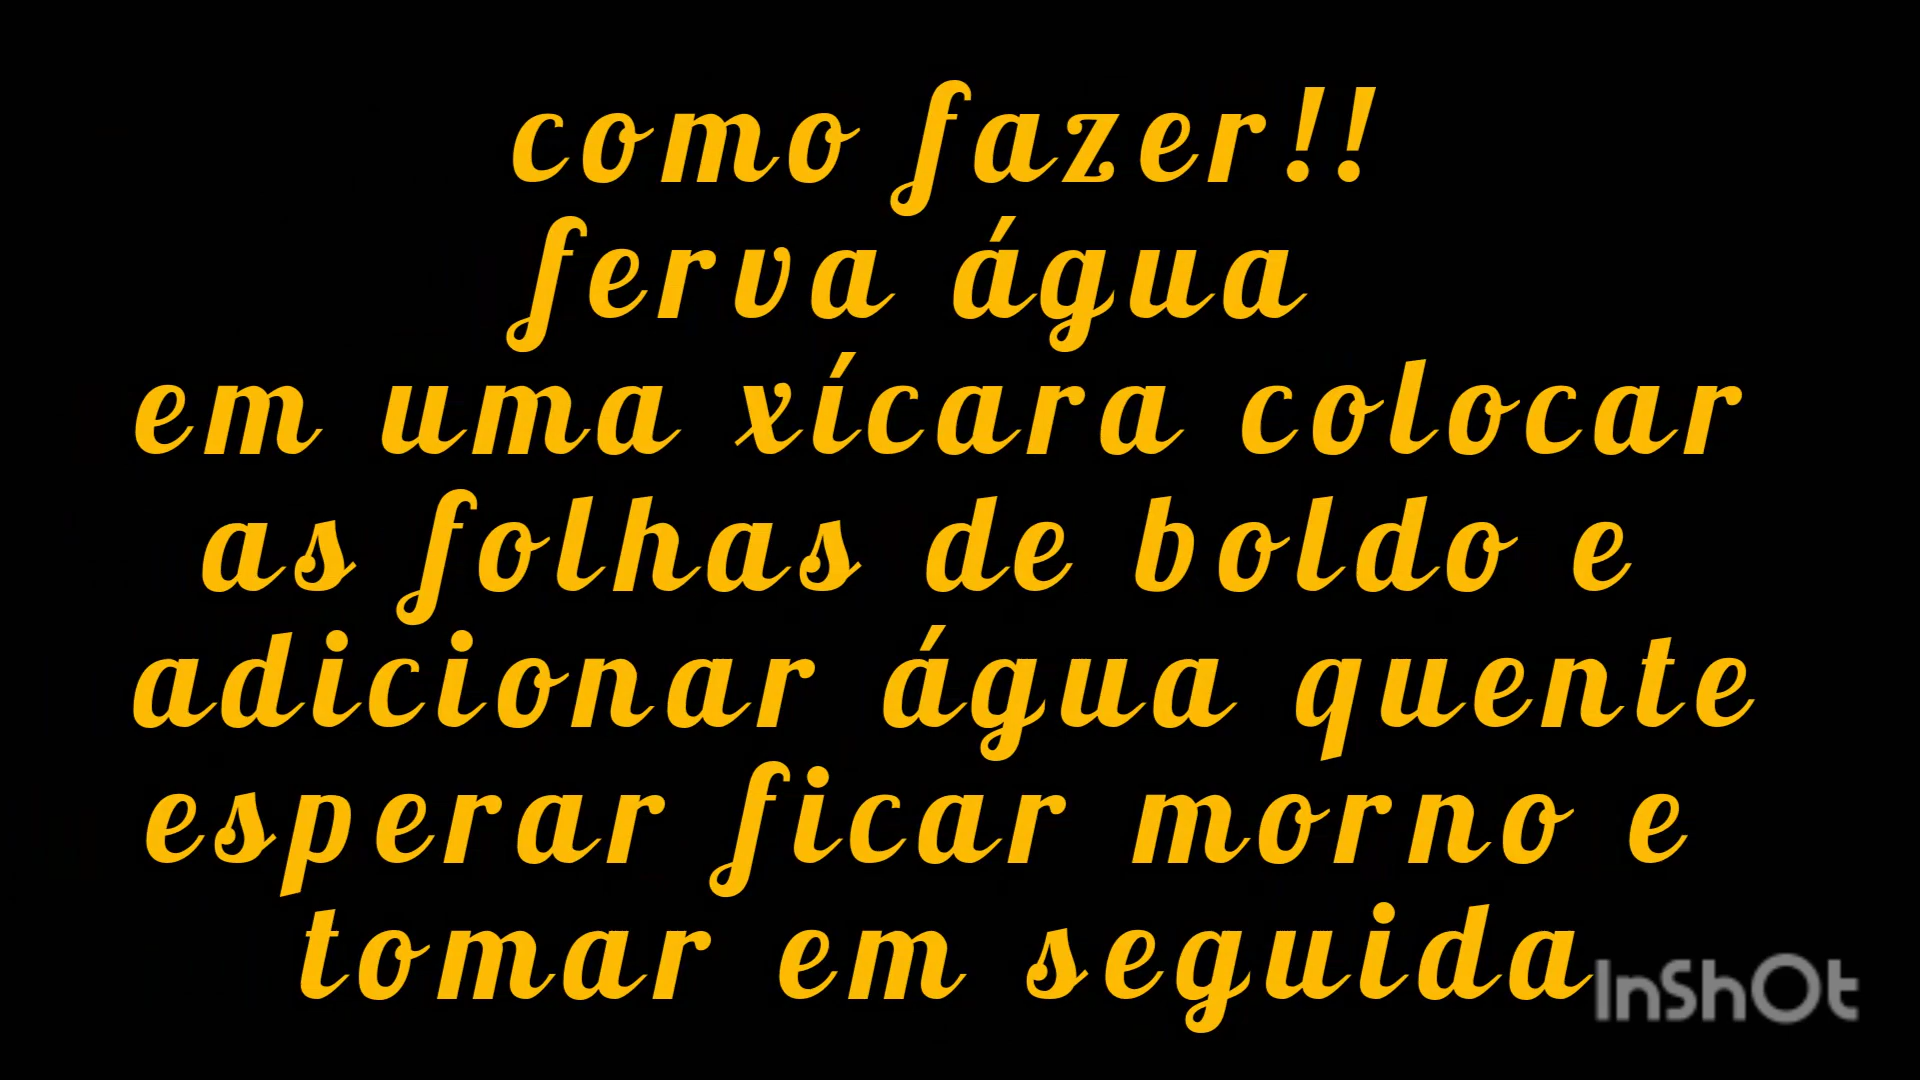 como fazer!!
ferva água
em uma xícara colocar
as folhas de boldo e
adicionar água quente
esperar ficar morno e
tomar em seguida
InShOt